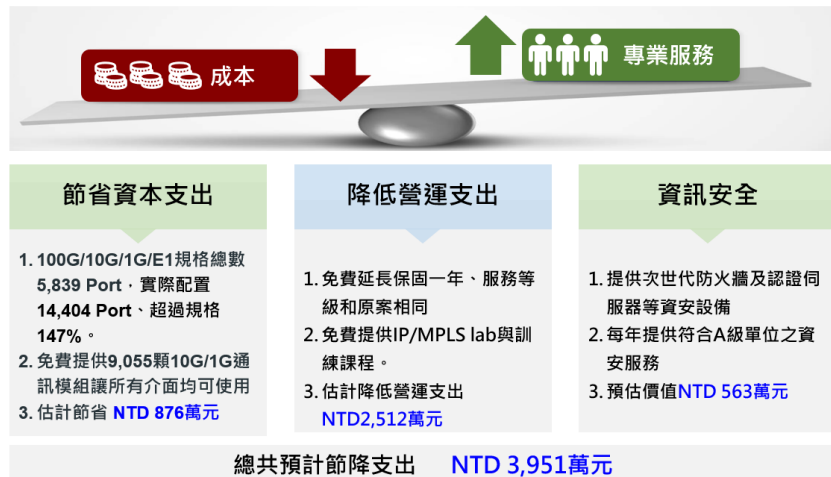 成本
專業服務
節省資本支出
1. 100G/10G/1G/E1規格總數
5,839 Port,實際配置
14,404 Port、超過規格
147%。
2. 免費提供9,055顆10G/1G通
訊模組讓所有介面均可使用
3. 估計節省 NTD 876萬元
降低營運支出
1. 免費延長保固一年、服務等
級和原案相同
2. 免費提供IP/MPLS lab與訓
練課程。
3. 估計降低營運支出
NTD2,512萬元
資訊安全
1. 提供次世代防火牆及認證伺
服器等資安設備
2. 每年提供符合A級單位之資
安服務
3. 預估價值NTD 563萬元
總共預計節降支出 NTD 3,951萬元